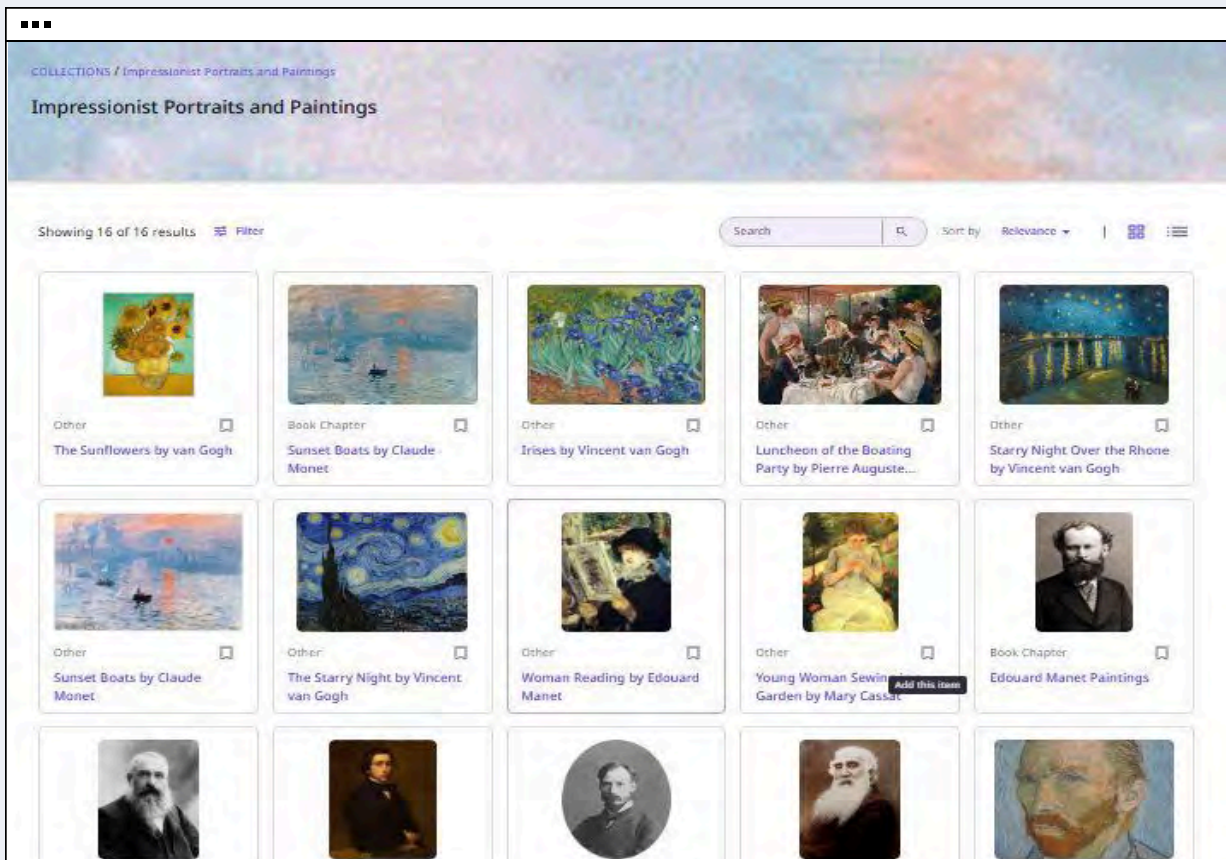 COLLECTIONS / Impressionist Portraits and Paintings
Impressionist Portraits and Paintings
Showing 16 of 16 results Filter Search Sort by Relevance
Other
The Sunflowers by van Gogh
Book Chapter
Sunset Boats by Claude
Monet
Other
Irises by Vincent van Gogh
Other
Luncheon of the Boating
Party by Pierre Auguste...
Other
Starry Night Over the Rhone
by Vincent van Gogh
Other
Sunset Boats by Claude
Monet
Other
The Starry Night by Vincent
van Gogh
Other
Woman Reading by Edouard
Manet
Other
Young Woman Sewin
Add this item
Garden by Mary Cassat
Book Chapter
Edouard Manet Paintings